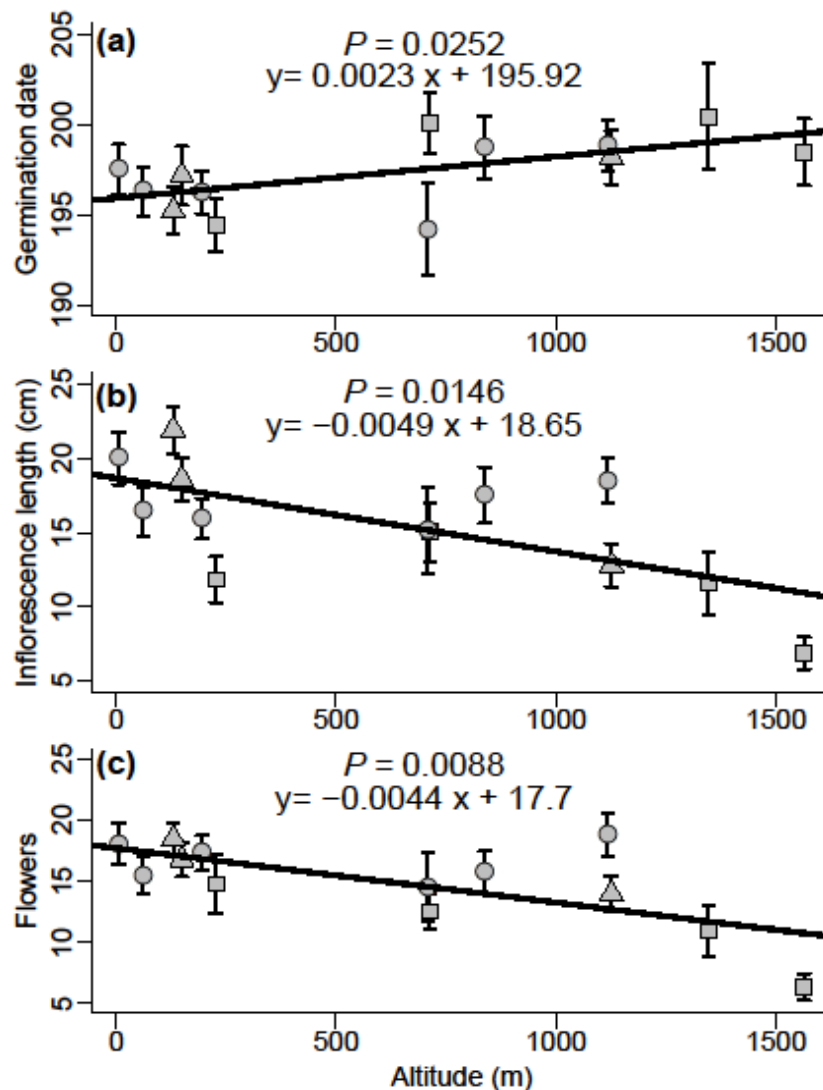 (a)
P = 0.0252
y= 0.0023 x + 195.92
Germination date
205
200
195
190
0 500 1000 1500
(b)
P = 0.0146
y= −0.0049 x + 18.65
Inflorescence length (cm)
25
20
15
10
5
0 500 1000 1500
(c)
P = 0.0088
y= −0.0044 x + 17.7
Flowers
25
20
15
10
5
0 500 1000 1500
Altitude (m)